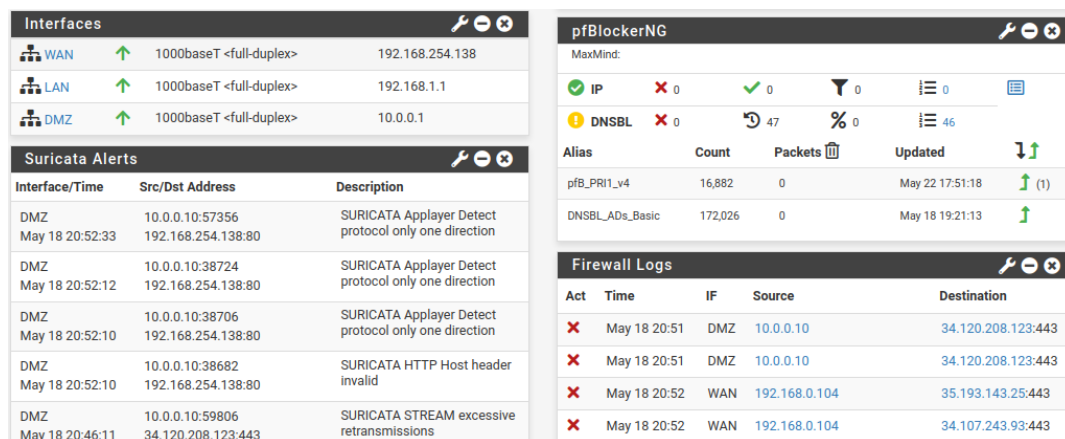 Interfaces
WAN 1000baseT <full-duplex> 192.168.254.138
LAN 1000baseT <full-duplex> 192.168.1.1
DMZ 1000baseT <full-duplex> 10.0.0.1
Suricata Alerts
Interface/Time Src/Dst Address Description
DMZ 10.0.0.10:57356 SURICATA Applayer Detect
May 18 20:52:33 192.168.254.138:80 protocol only one direction
DMZ 10.0.0.10:38724 SURICATA Applayer Detect
May 18 20:52:12 192.168.254.138:80 protocol only one direction
DMZ 10.0.0.10:38706 SURICATA Applayer Detect
May 18 20:52:10 192.168.254.138:80 protocol only one direction
DMZ 10.0.0.10:38682 SURICATA HTTP Host header
May 18 20:52:10 192.168.254.138:80 invalid
DMZ 10.0.0.10:59806 SURICATA STREAM excessive
May 18 20:46:11 34.120.208.123:443 retransmissions
pfBlockerNG
MaxMind:
IP 0 0 0 0
DNSBL 0 47 0 46
Alias Count Packets Updated
pfB_PRI1_v4 16,882 0 May 22 17:51:18 (1)
DNSBL_ADs_Basic 172,026 0 May 18 19:21:13
Firewall Logs
Act Time IF Source Destination
May 18 20:51 DMZ 10.0.0.10 34.120.208.123:443
May 18 20:51 DMZ 10.0.0.10 34.120.208.123:443
May 18 20:52 WAN 192.168.0.104 35.193.143.25:443
May 18 20:52 WAN 192.168.0.104 34.107.243.93:443